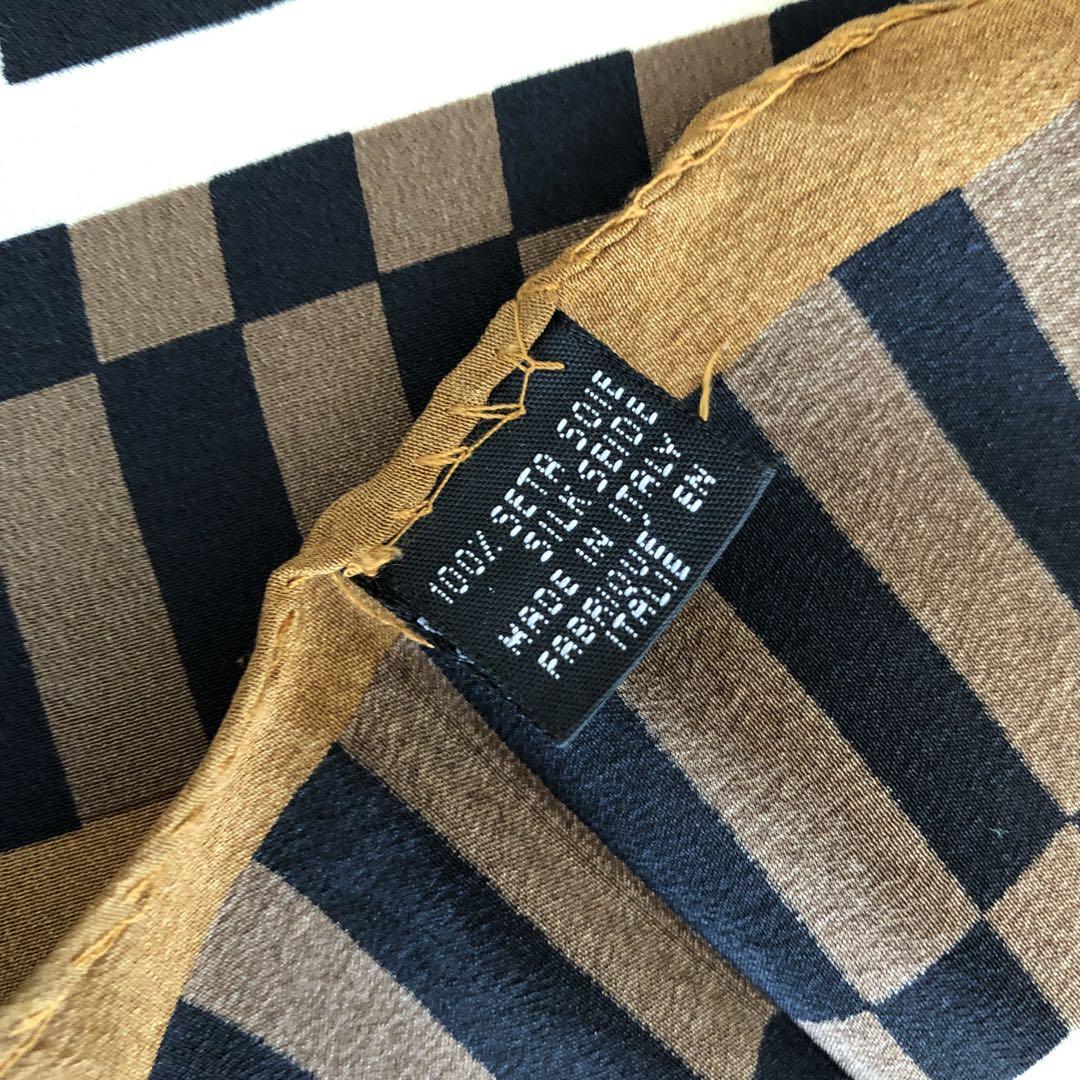 100% SETA SOIE
SILK SEIDE
MADE IN ITALY
FABRIQUE, EN
ITALIE